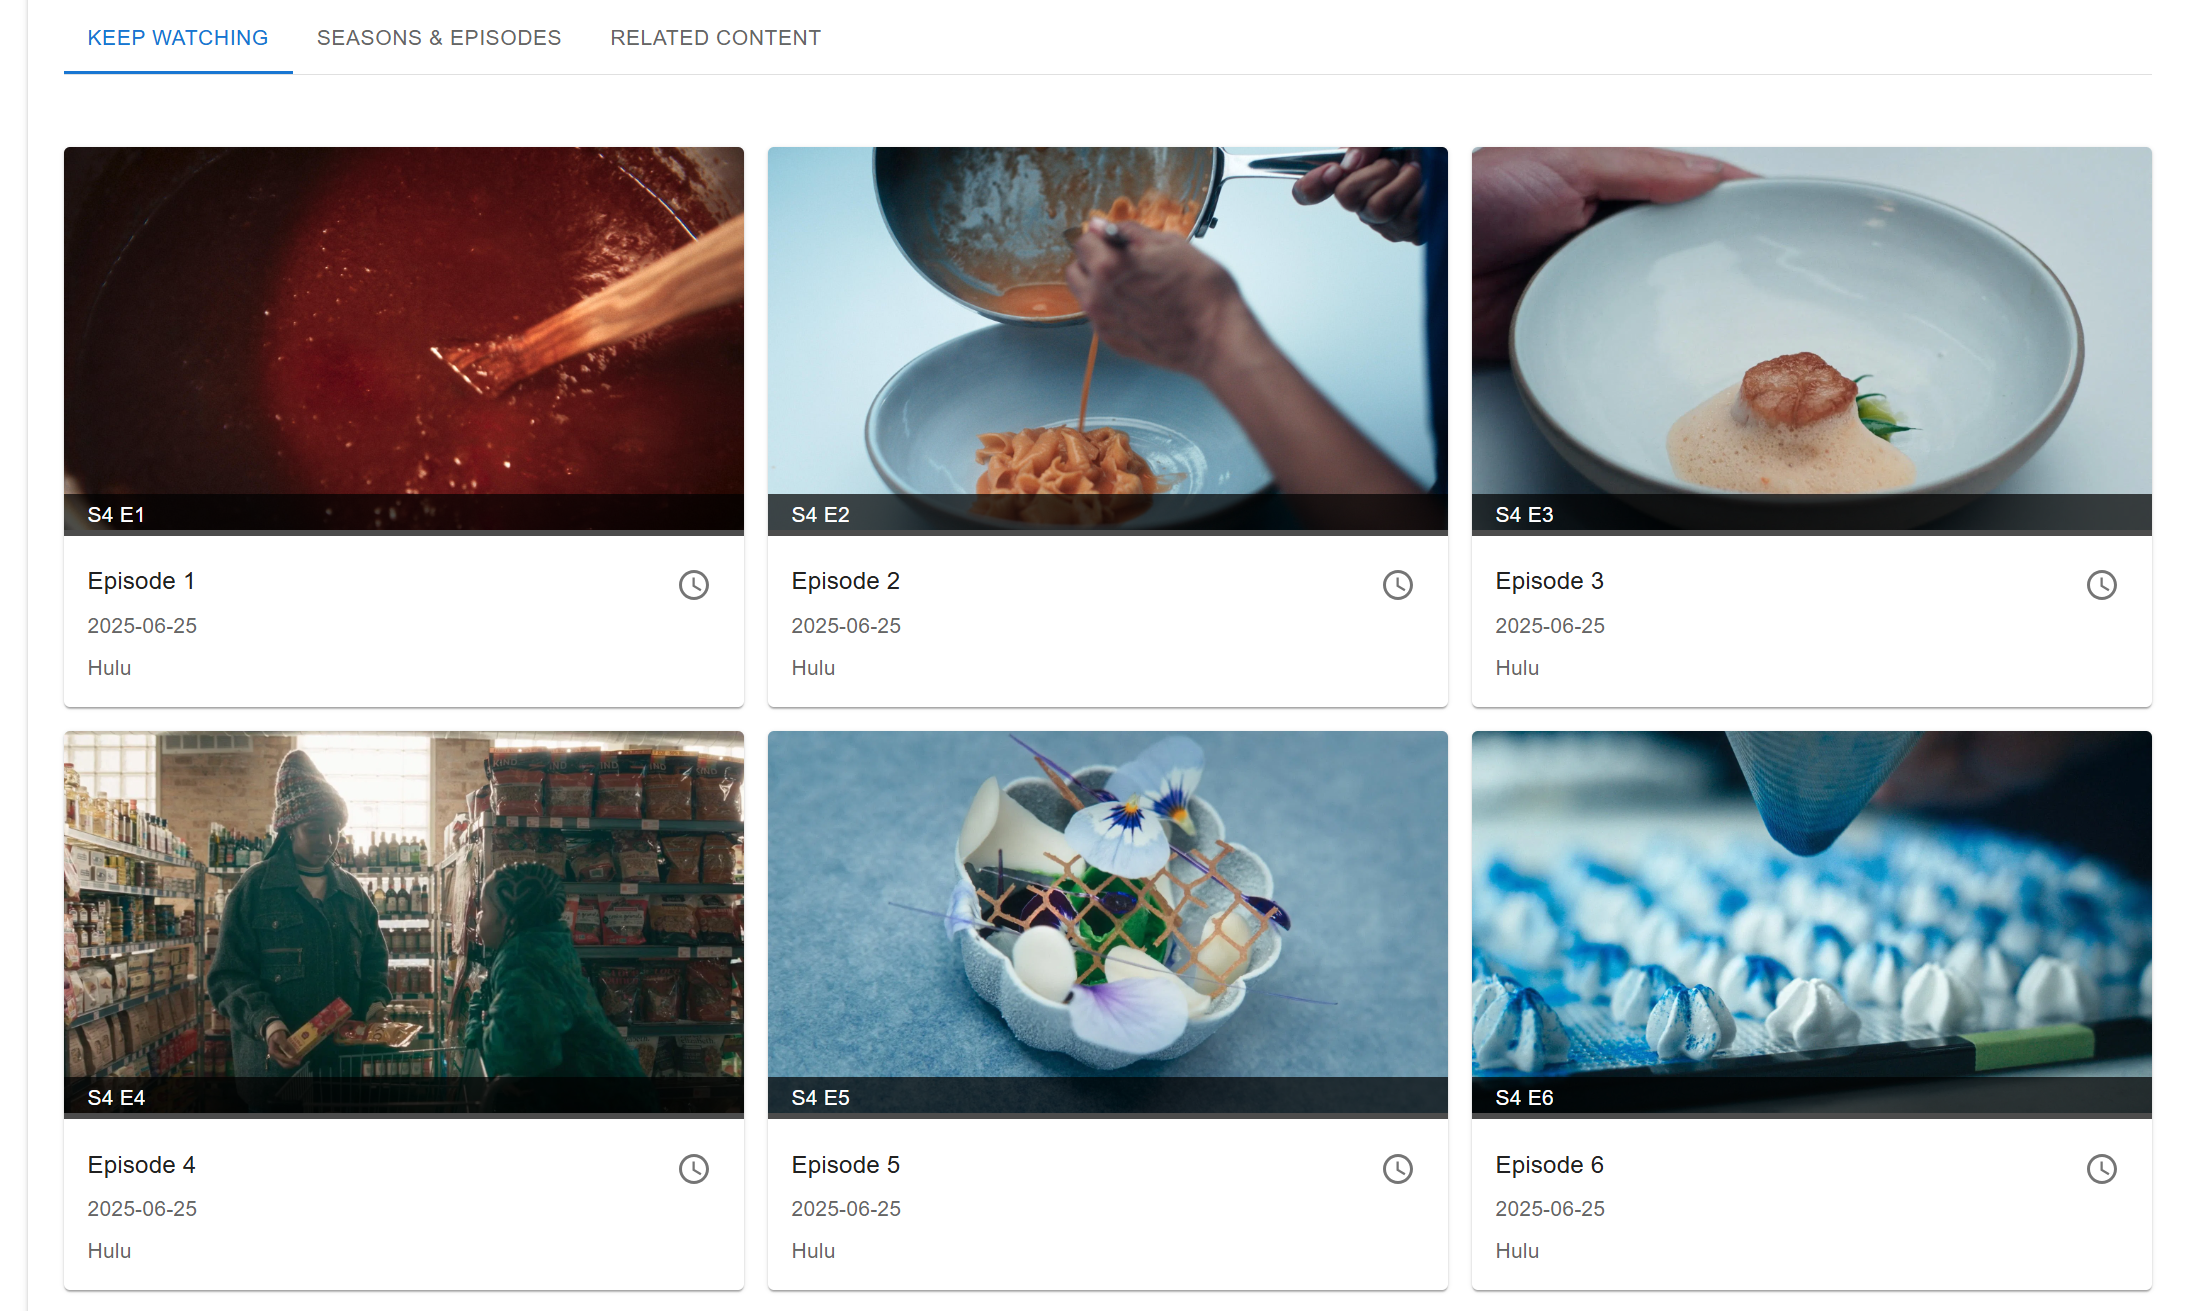 KEEP WATCHING SEASONS & EPISODES RELATED CONTENT
S4 E1
S4 E2
S4 E3
Episode 1
2025-06-25
Hulu
Episode 2
2025-06-25
Hulu
Episode 3
2025-06-25
Hulu
KIND
S4 E4
S4 E5
S4 E6
Episode 4
2025-06-25
Hulu
Episode 5
2025-06-25
Hulu
Episode 6
2025-06-25
Hulu